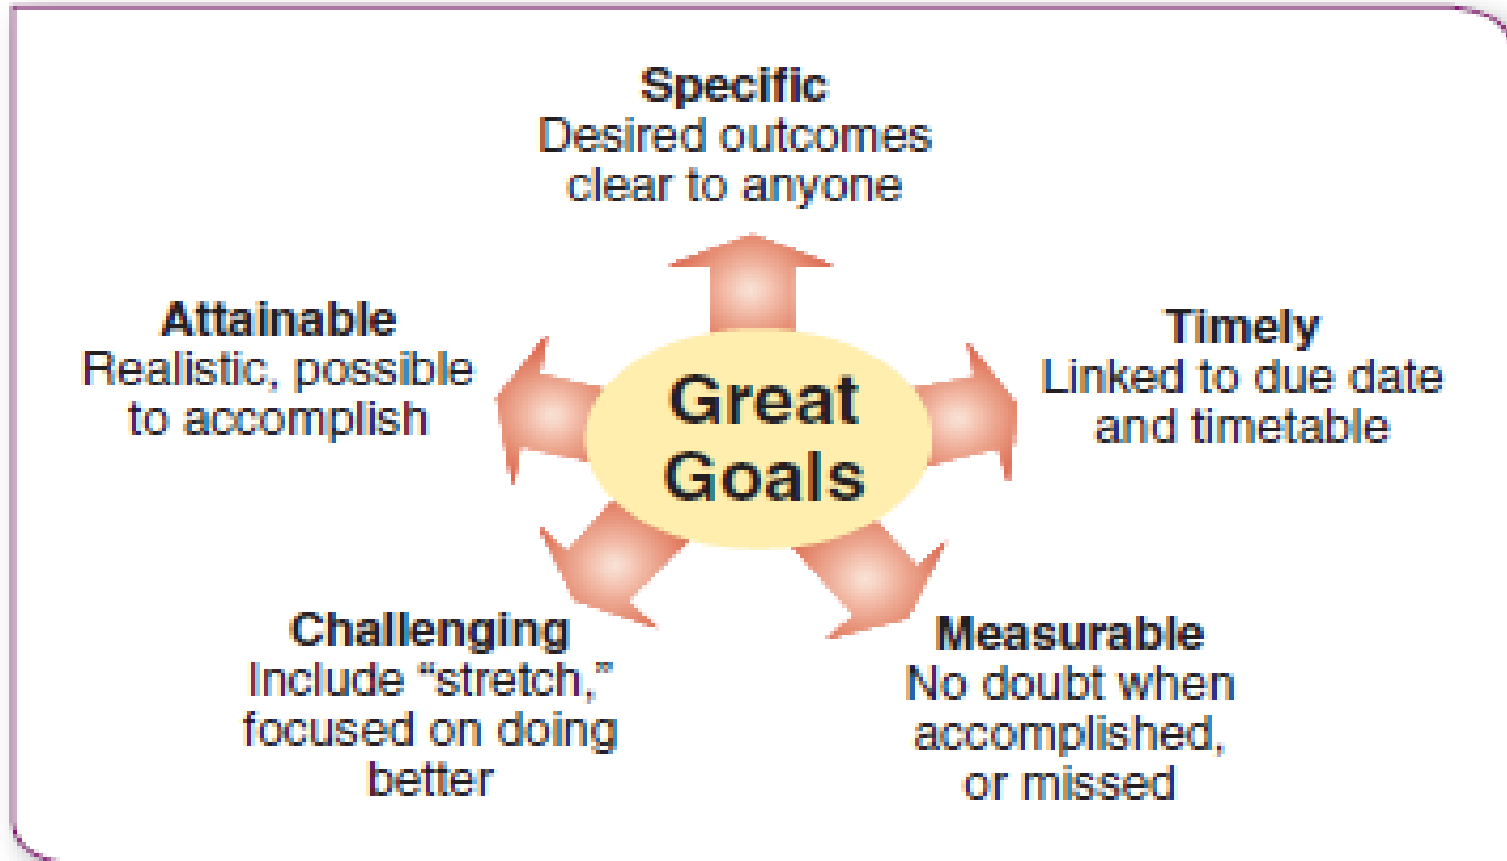 Specific
Desired outcomes
clear to anyone
Attainable
Realistic, possible
to accomplish
Timely
Linked to due date
and timetable
Great
Goals
Challenging
Include “stretch,”
focused on doing
better
Measurable
No doubt when
accomplished,
or missed